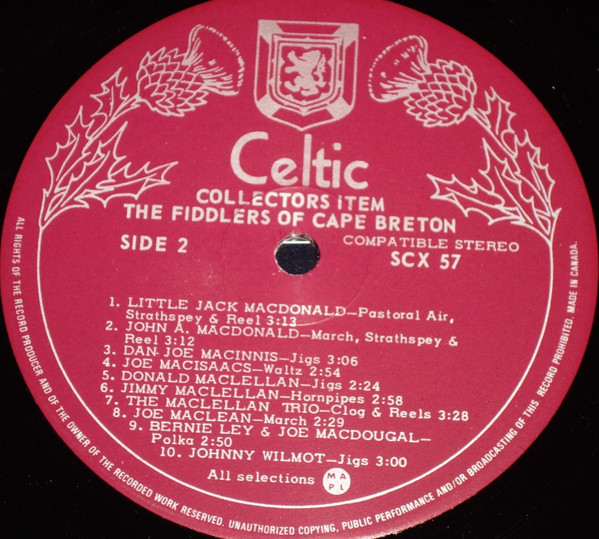 Celtic
COLLECTORS iTEM
THE FIDDLERS OF CAPE BRETON
SIDE 2
COMPATIBLE STEREO
SCX 57
1. LITTLE JACK MACDONALD—Pastoral Air,
Strathspey & Reel 3:13
2. JOHN A. MACDONALD—March, Strathspey &
Reel 3:12
3. DAN JOE MACINNIS—Jigs 3:06
4. JOE MACISAACS—Waltz 2:54
5. DONALD MACLELLAN—Jigs 2:24
6. JIMMY MACLELLAN—Hornpipes 2:58
7. THE MACLELLAN TRIO—Clog & Reels 3:28
8. JOE MACLEAN—March 2:29
9. BERNIE LEY & JOE MACDOUGAL—
Polka 2:50
10. JOHNNY WILMOT—Jigs 3:00
All selections
M A
P L
ALL RIGHTS OF THE RECORD PRODUCER AND OF THE OWNER OF THE RECORDED WORK RESERVED. UNAUTHORIZED COPYING, PUBLIC PERFORMANCE AND/OR BROADCASTING OF THIS RECORD PROHIBITED. MADE IN CANADA.